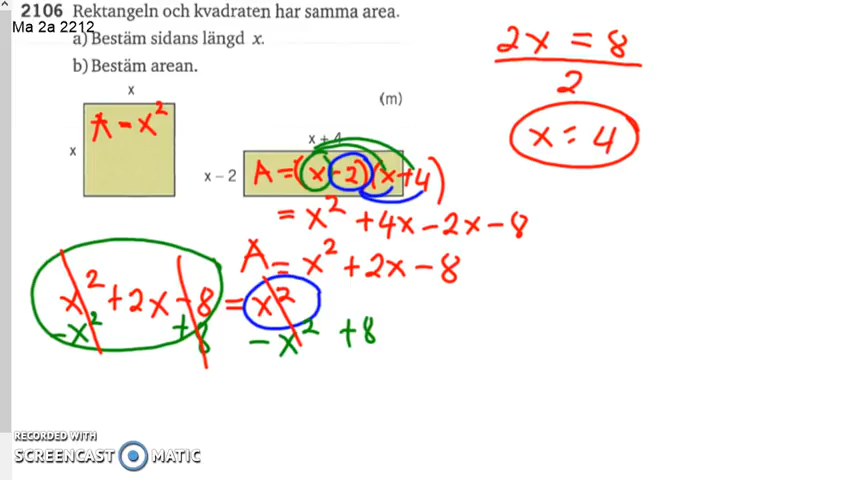 2106 Rektangeln och kvadraten har samma area.
Ma 2a 2212
a) Bestäm sidans längd x.
b) Bestäm arean.
2x = 8
2
x = 4
x
(m)
A = x²
x
x + 4
x − 2
A = (x-2)(x+4)
= x² + 4x - 2x - 8
A = x² + 2x - 8
x² + 2x - 8 = x²
-x² +8 -x² +8
RECORDED WITH
SCREENCAST MATIC